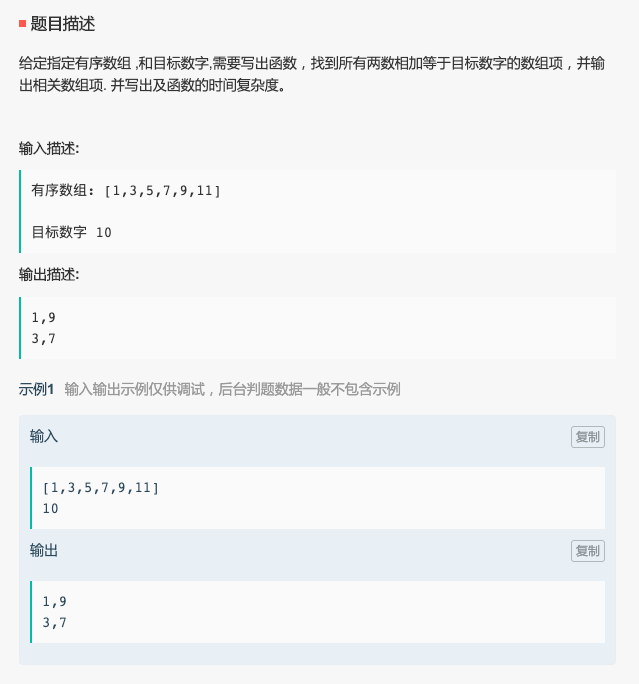 题目描述
给定指定有序数组 ,和目标数字,需要写出函数，找到所有两数相加等于目标数字的数组项，并输
出相关数组项. 并写出及函数的时间复杂度。
输入描述:
有序数组: [1,3,5,7,9,11]
目标数字 10
输出描述:
1,9
3,7
示例1 输入输出示例仅供调试，后台判题数据一般不包含示例
输入 复制
[1,3,5,7,9,11]
10
输出 复制
1,9
3,7